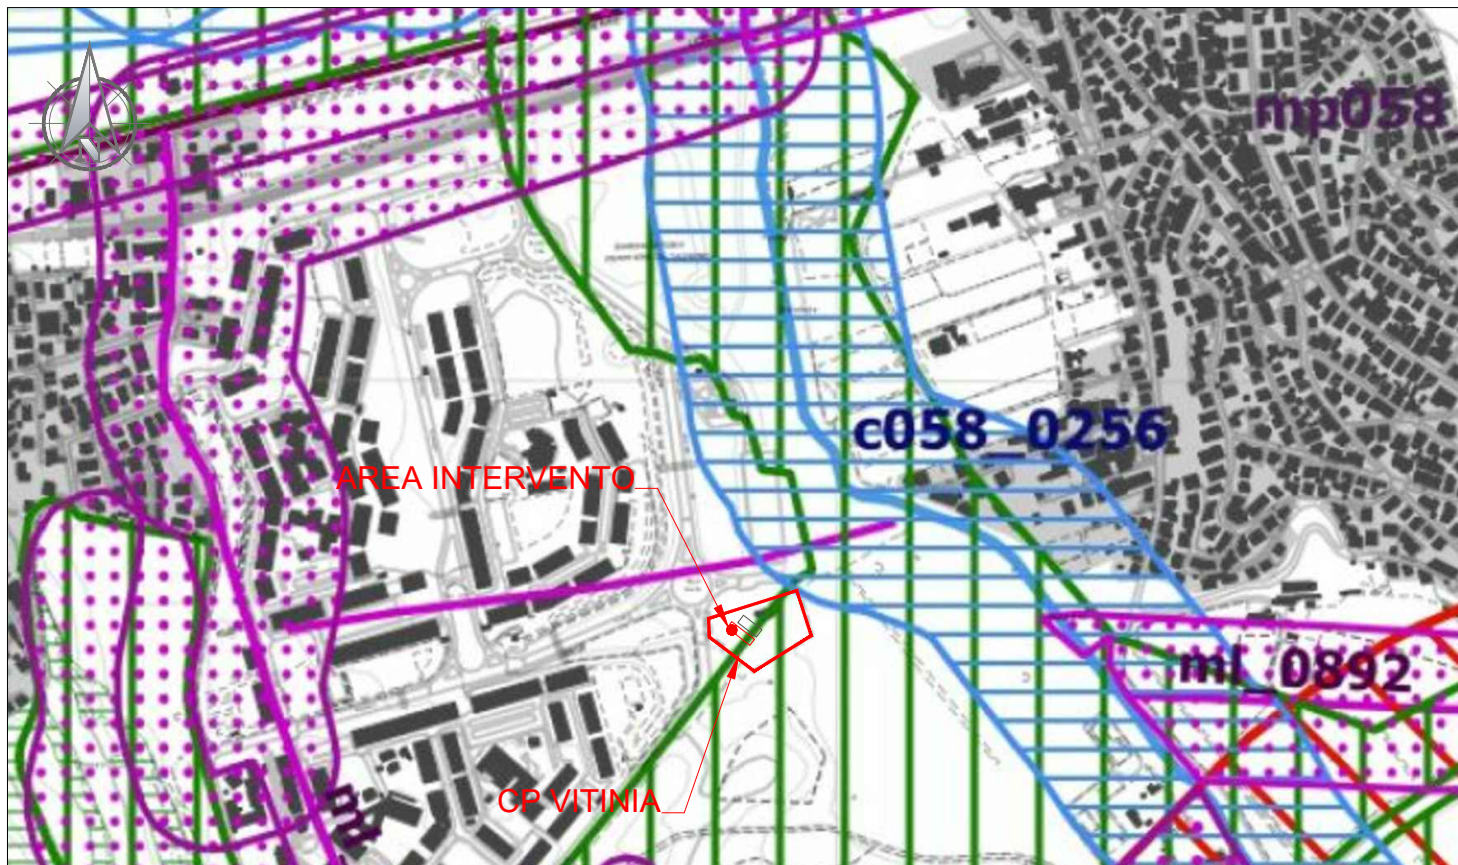 mp058
c058_0256
AREA INTERVENTO
ml_0892
CP VITINIA